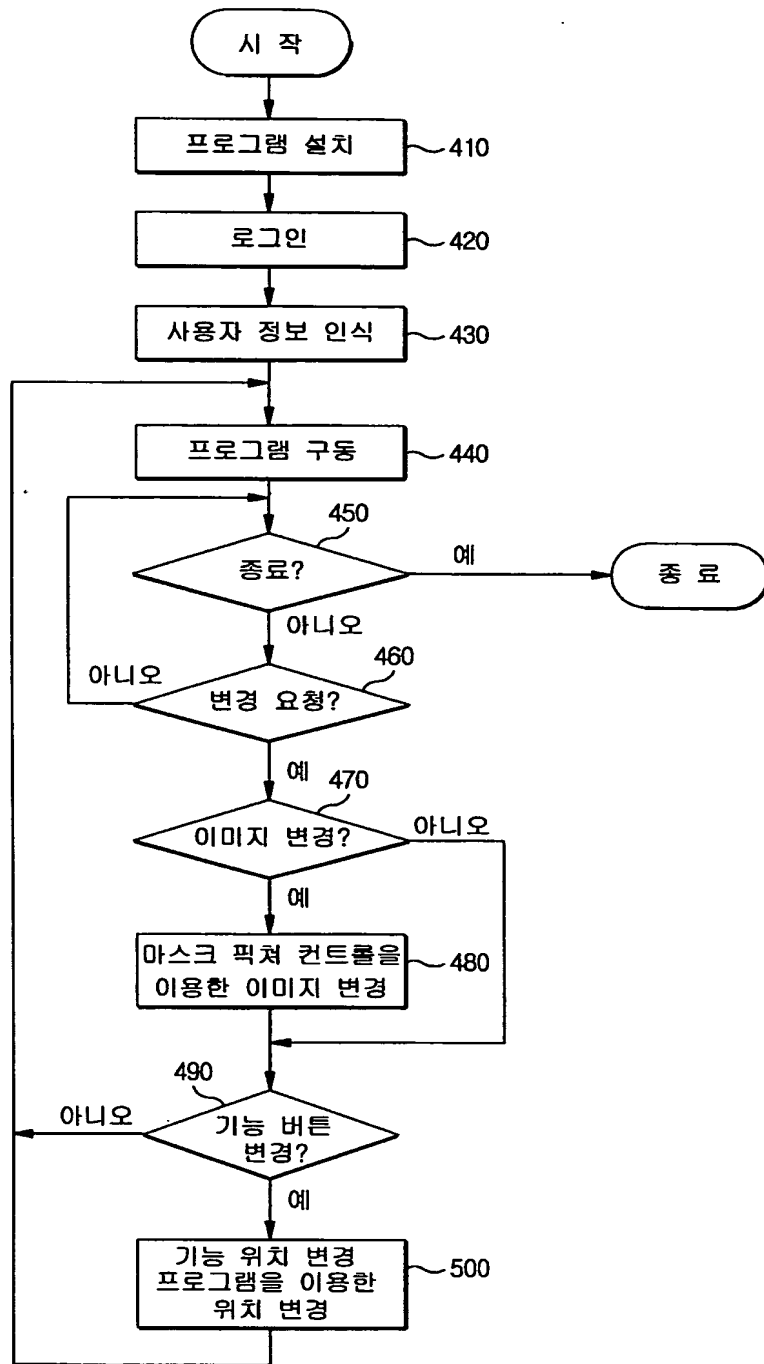 시 작
프로그램 설치
410
로그인
420
사용자 정보 인식
430
프로그램 구동
440
450
종료?
예
종 료
아니오
460
아니오
변경 요청?
예
470
이미지 변경?
아니오
예
마스크 픽쳐 컨트롤을
이용한 이미지 변경
480
490
아니오
기능 버튼
변경?
예
기능 위치 변경
프로그램을 이용한
위치 변경
500